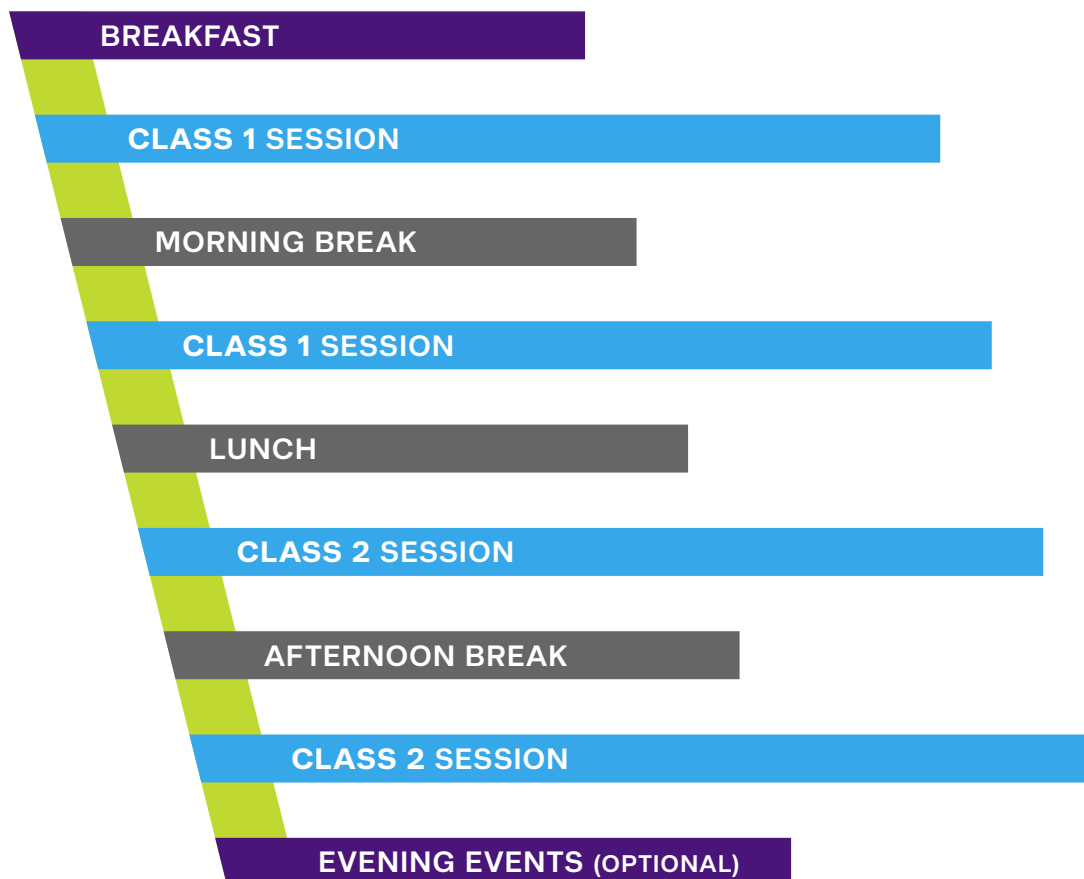 BREAKFAST
CLASS 1 SESSION
MORNING BREAK
CLASS 1 SESSION
LUNCH
CLASS 2 SESSION
AFTERNOON BREAK
CLASS 2 SESSION
EVENING EVENTS (OPTIONAL)